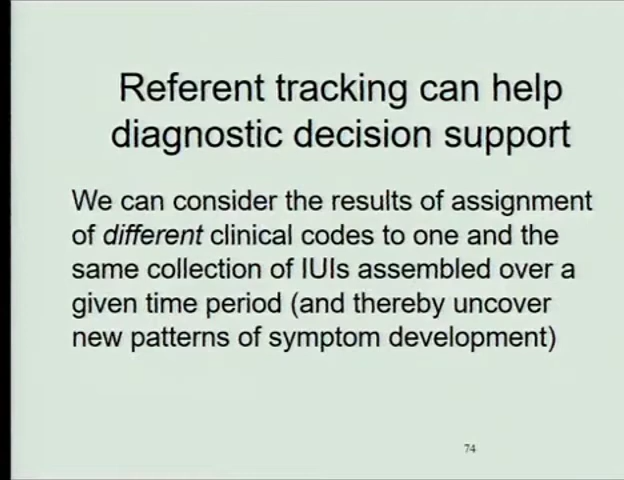 Referent tracking can help
diagnostic decision support
We can consider the results of assignment
of different clinical codes to one and the
same collection of IUIs assembled over a
given time period (and thereby uncover
new patterns of symptom development)
74